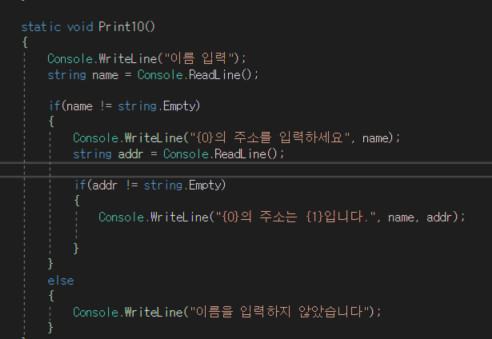 static void Print10()
{
Console.WriteLine("이름 입력");
string name = Console.ReadLine();
if(name != string.Empty)
{
Console.WriteLine("{0}의 주소를 입력하세요", name);
string addr = Console.ReadLine();
if(addr != string.Empty)
{
Console.WriteLine("{0}의 주소는 {1}입니다.", name, addr);
}
}
else
{
Console.WriteLine("이름을 입력하지 않았습니다");
}